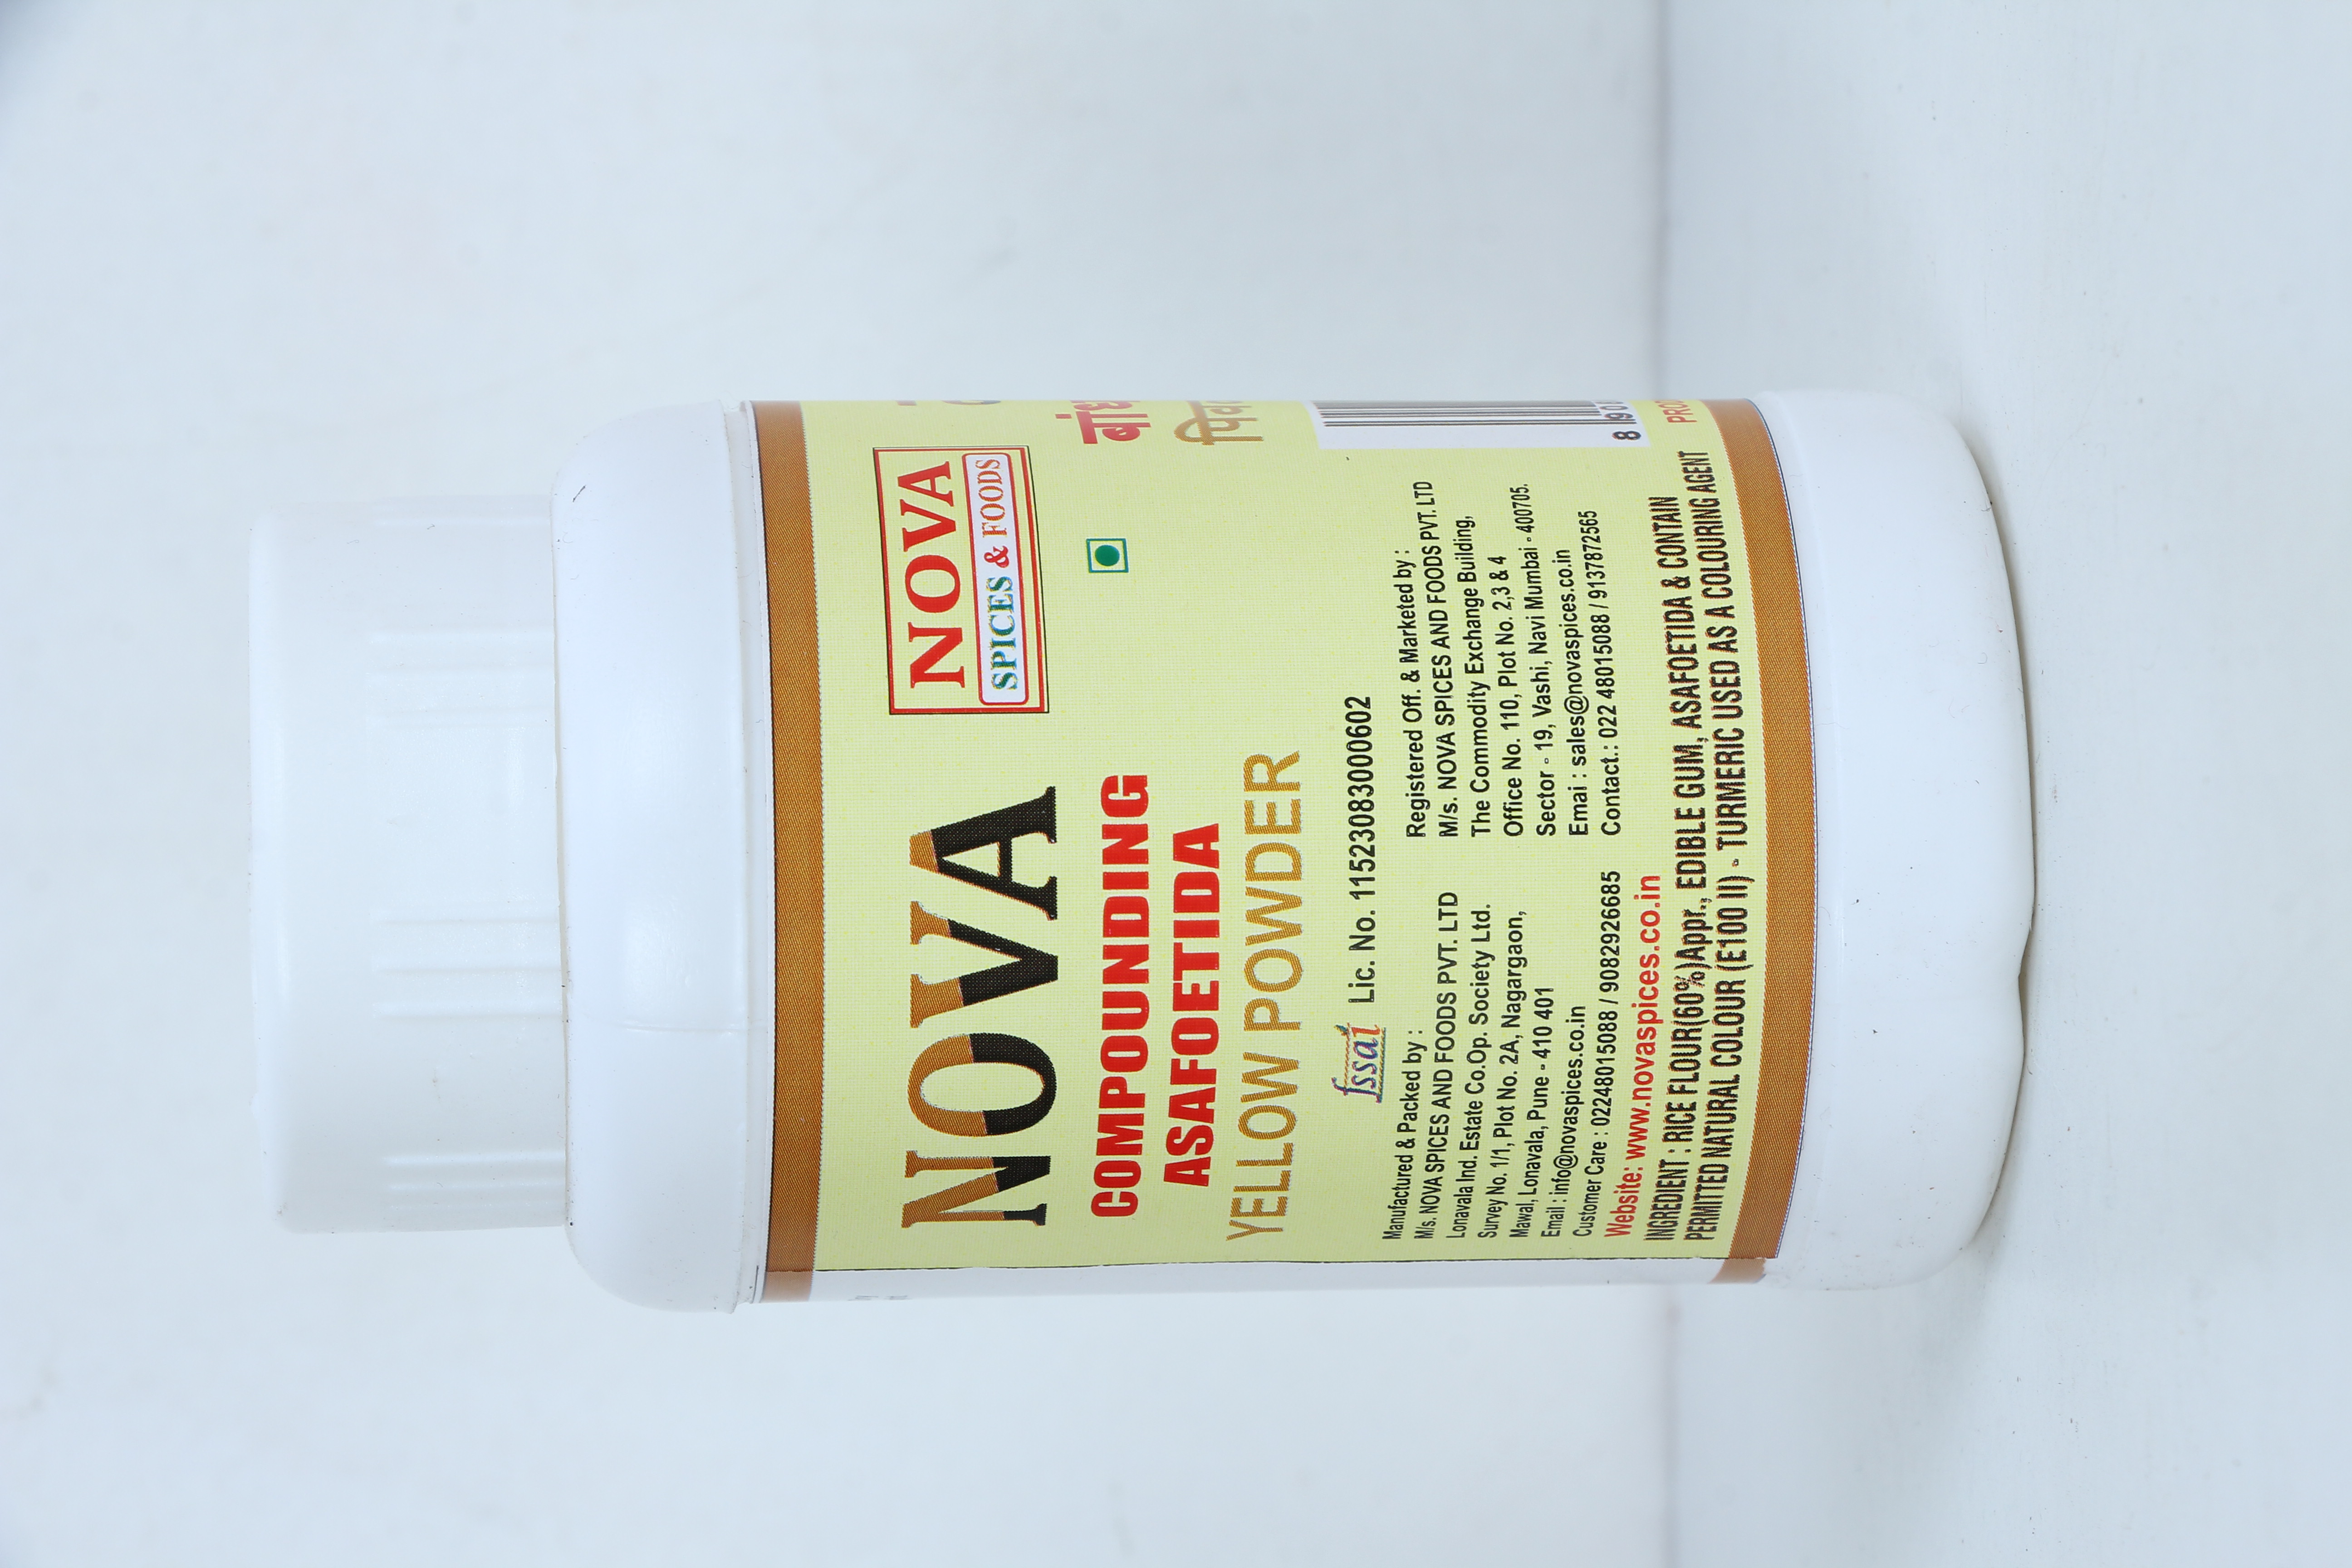 NOVA
NOVA
SPICES & FOODS
COMPOUNDING
ASAFOETIDA
YELLOW POWDER
fssai Lic. No. 11523083000602
Manufactured & Packed by :
M/s. NOVA SPICES AND FOODS PVT. LTD
Lonavala Ind. Estate Co.Op. Society Ltd.
Survey No. 1/1, Plot No. 2A, Nagargaon,
Mawal, Lonavala, Pune - 410 401
Email : info@novaspices.co.in
Customer Care : 02248015088 / 9082926685
Website: www.novaspices.co.in
Registered Off. & Marketed by :
M/s. NOVA SPICES AND FOODS PVT. LTD
The Commodity Exchange Building,
Office No. 110, Plot No. 2,3 & 4
Sector - 19, Vashi, Navi Mumbai - 400705.
Emai : sales@novaspices.co.in
Contact.: 022 48015088 / 9137872565
INGREDIENT : RICE FLOUR(60%)Appr., EDIBLE GUM, ASAFOETIDA & CONTAIN
PERMITTED NATURAL COLOUR (E100 II) - TURMERIC USED AS A COLOURING AGENT